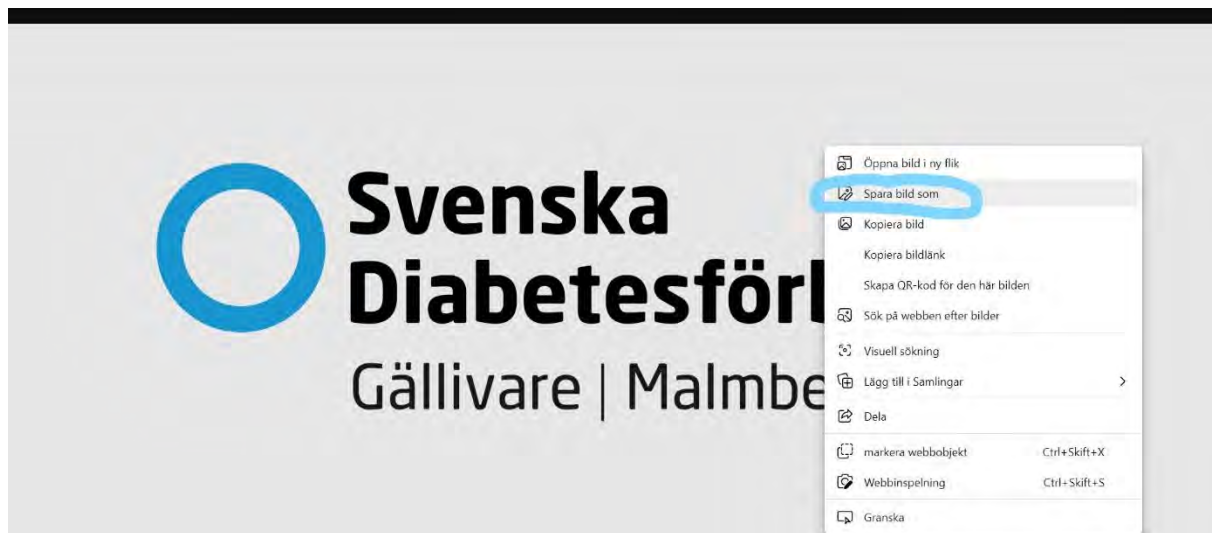 Svenska
Diabetesförl
Gällivare | Malmbe
Öppna bild i ny flik
Spara bild som
Kopiera bild
Kopiera bildlänk
Skapa QR-kod för den här bilden
Sök på webben efter bilder
Visuell sökning
Lägg till i Samlingar
Dela
markera webbobjekt Ctrl+Skift+X
Webbinspelning Ctrl+Skift+S
Granska